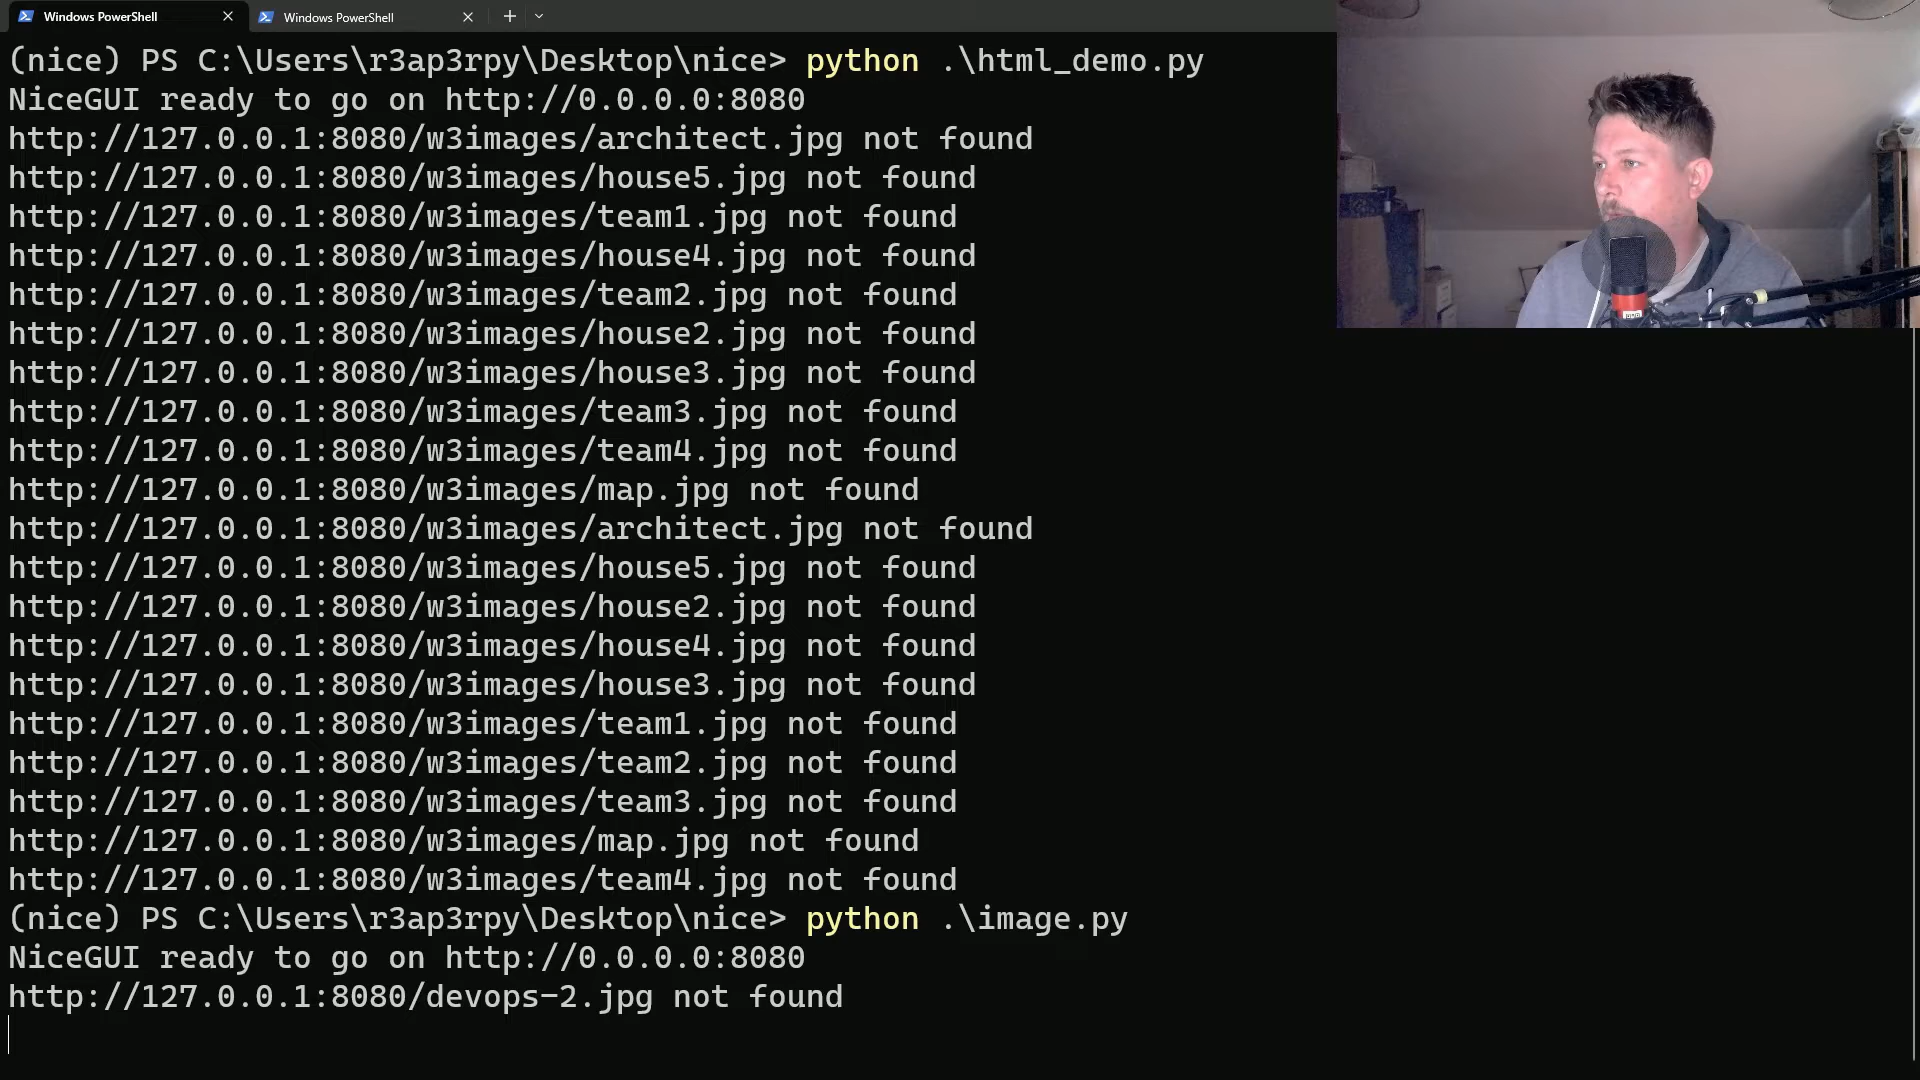 Windows PowerShell
Windows PowerShell
(nice) PS C:\Users\r3ap3rpy\Desktop\nice> python .\html_demo.py
NiceGUI ready to go on http://0.0.0.0:8080
http://127.0.0.1:8080/w3images/architect.jpg not found
http://127.0.0.1:8080/w3images/house5.jpg not found
http://127.0.0.1:8080/w3images/team1.jpg not found
http://127.0.0.1:8080/w3images/house4.jpg not found
http://127.0.0.1:8080/w3images/team2.jpg not found
http://127.0.0.1:8080/w3images/house2.jpg not found
http://127.0.0.1:8080/w3images/house3.jpg not found
http://127.0.0.1:8080/w3images/team3.jpg not found
http://127.0.0.1:8080/w3images/team4.jpg not found
http://127.0.0.1:8080/w3images/map.jpg not found
http://127.0.0.1:8080/w3images/architect.jpg not found
http://127.0.0.1:8080/w3images/house5.jpg not found
http://127.0.0.1:8080/w3images/house2.jpg not found
http://127.0.0.1:8080/w3images/house4.jpg not found
http://127.0.0.1:8080/w3images/house3.jpg not found
http://127.0.0.1:8080/w3images/team1.jpg not found
http://127.0.0.1:8080/w3images/team2.jpg not found
http://127.0.0.1:8080/w3images/team3.jpg not found
http://127.0.0.1:8080/w3images/map.jpg not found
http://127.0.0.1:8080/w3images/team4.jpg not found
(nice) PS C:\Users\r3ap3rpy\Desktop\nice> python .\image.py
NiceGUI ready to go on http://0.0.0.0:8080
http://127.0.0.1:8080/devops-2.jpg not found